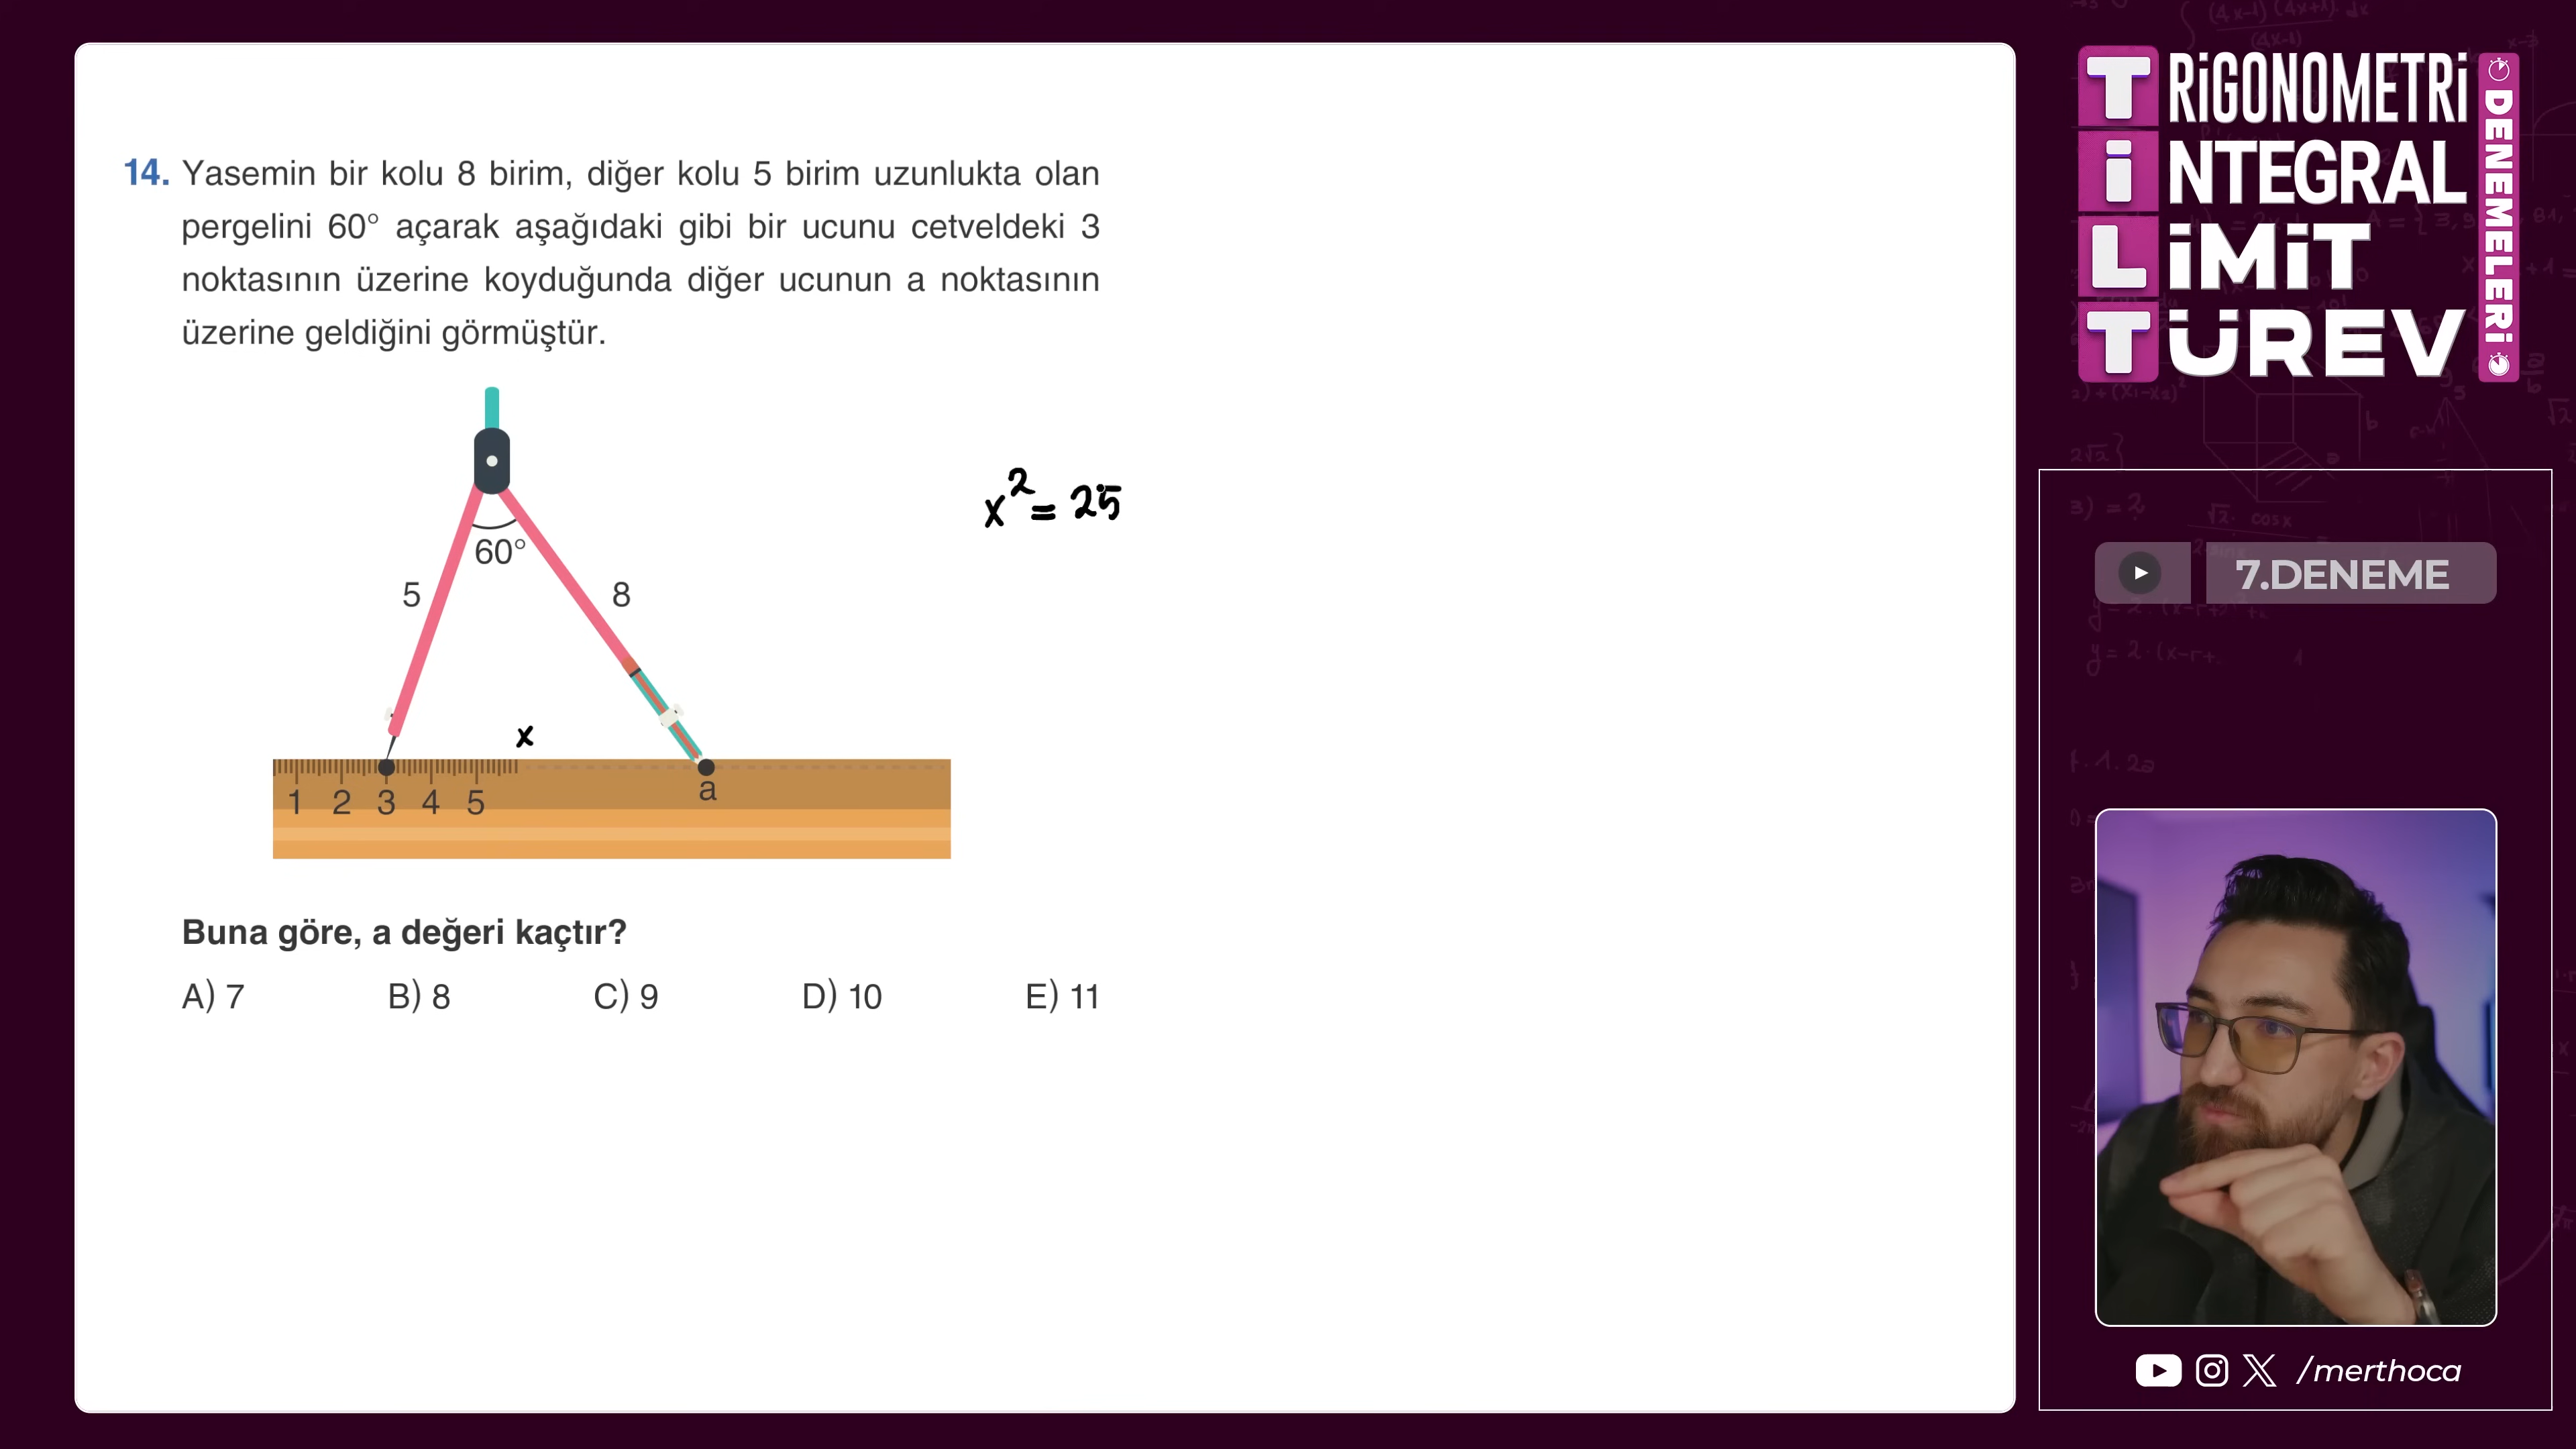 14. Yasemin bir kolu 8 birim, diğer kolu 5 birim uzunlukta olan
pergelini 60° açarak aşağıdaki gibi bir ucunu cetveldeki 3
noktasının üzerine koyduğunda diğer ucunun a noktasının
üzerine geldiğini görmüştür.
60°
5
8
x
1 2 3 4 5
a
x² = 25
Buna göre, a değeri kaçtır?
A) 7 B) 8 C) 9 D) 10 E) 11
TRiGONOMETRi
iNTEGRAL
LiMiT
TÜREV
DENEMELERi
7.DENEME
/merthoca